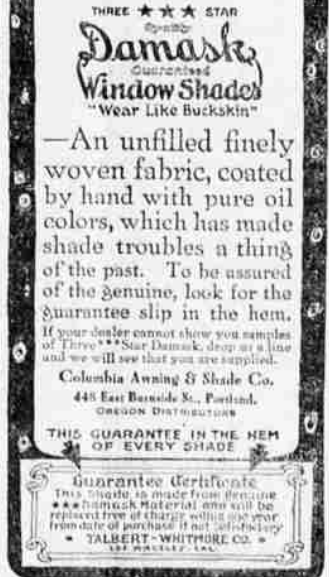 THREE ★ ★ ★ STAR
Quality
Damask
Guaranteed
Window Shades
"Wear Like Buckskin"
—An unfilled finely
woven fabric, coated
by hand with pure oil
colors, which has made
shade troubles a thing
of the past. To be assured
of the genuine, look for the
guarantee slip in the hem.
If your dealer cannot show you samples
of Three***Star Damask, drop us a line
and we will see that you are supplied.
Columbia Awning & Shade Co.
448 East Burnside St., Portland.
OREGON DISTRIBUTORS
THIS GUARANTEE IN THE HEM
OF EVERY SHADE
Guarantee Certificate
This Shade is made from Genuine
★★★Damask Material and will be
replaced free of charge within one year
from date of purchase if not satisfactory
• TALBERT-WHITMORE CO. •
LOS ANGELES, CAL.